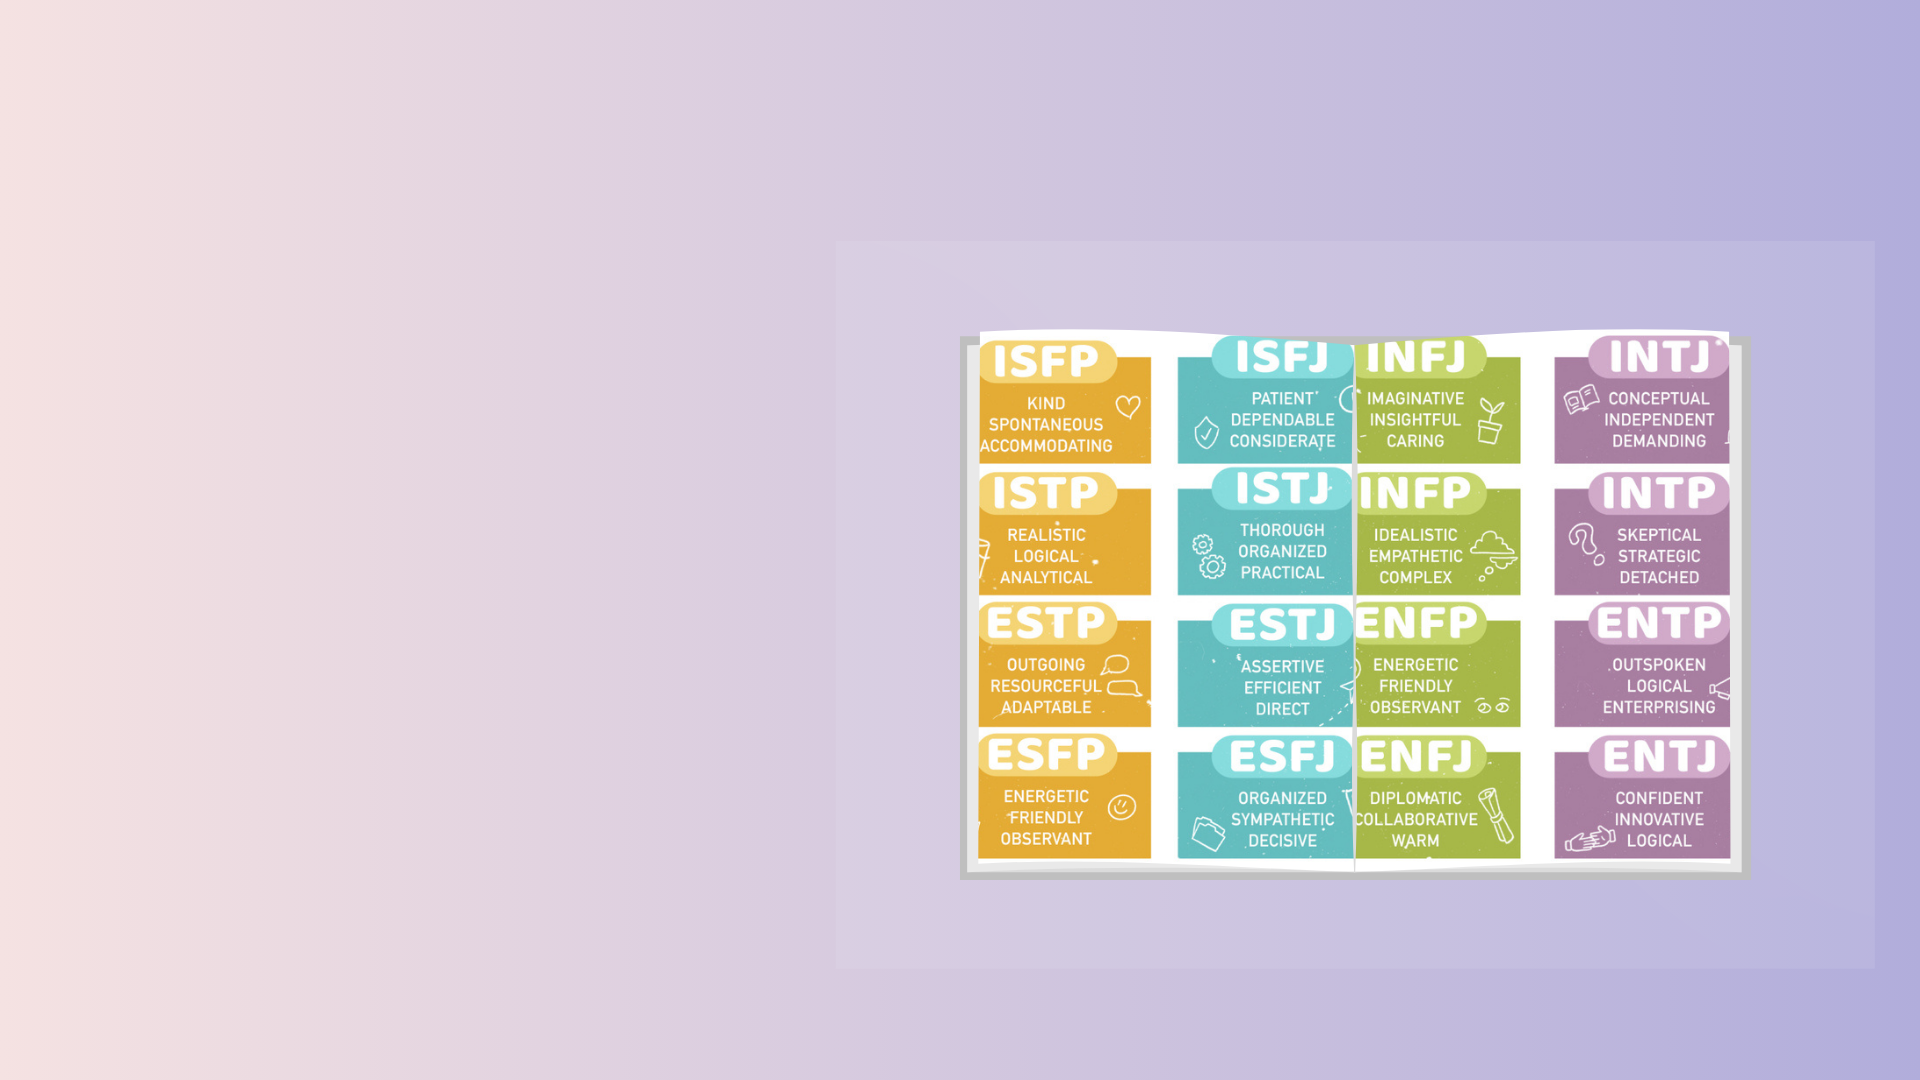 ISFP
KIND
SPONTANEOUS
ACCOMMODATING
ISFJ
PATIENT
DEPENDABLE
CONSIDERATE
INFJ
IMAGINATIVE
INSIGHTFUL
CARING
INTJ
CONCEPTUAL
INDEPENDENT
DEMANDING
ISTP
REALISTIC
LOGICAL
ANALYTICAL
ISTJ
THOROUGH
ORGANIZED
PRACTICAL
INFP
IDEALISTIC
EMPATHETIC
COMPLEX
INTP
SKEPTICAL
STRATEGIC
DETACHED
ESTP
OUTGOING
RESOURCEFUL
ADAPTABLE
ESTJ
ASSERTIVE
EFFICIENT
DIRECT
ENFP
ENERGETIC
FRIENDLY
OBSERVANT
ENTP
OUTSPOKEN
LOGICAL
ENTERPRISING
ESFP
ENERGETIC
FRIENDLY
OBSERVANT
ESFJ
ORGANIZED
SYMPATHETIC
DECISIVE
ENFJ
DIPLOMATIC
COLLABORATIVE
WARM
ENTJ
CONFIDENT
INNOVATIVE
LOGICAL